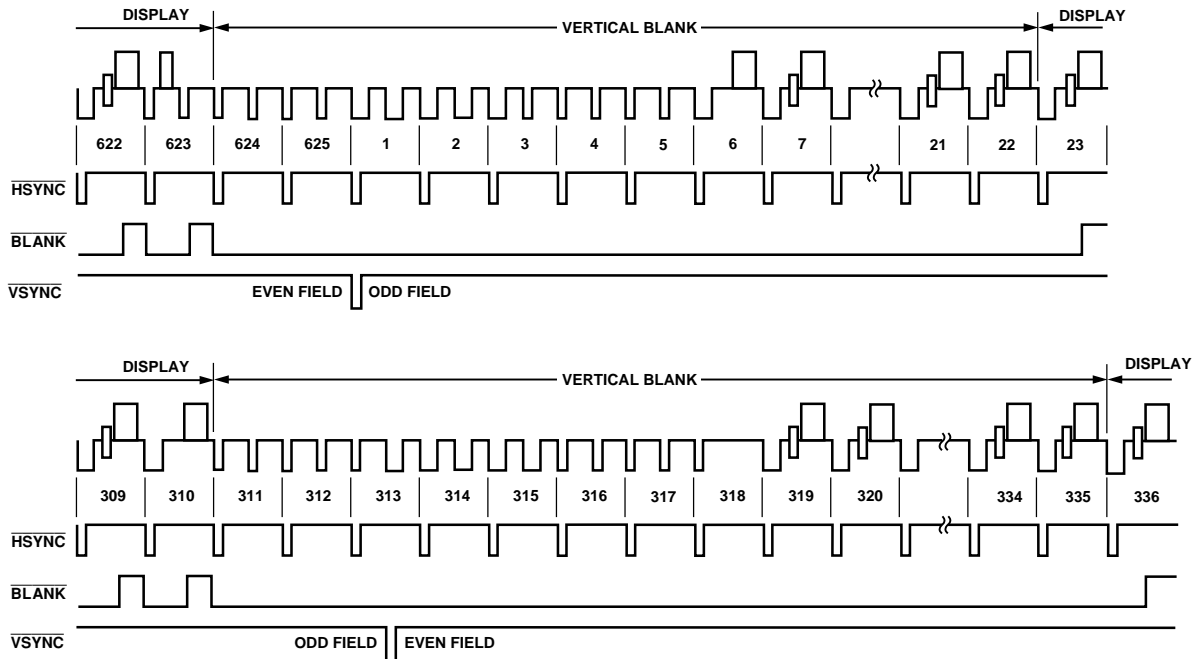 DISPLAY VERTICAL BLANK DISPLAY
622 623 624 625 1 2 3 4 5 6 7 21 22 23
HSYNC
BLANK
VSYNC
EVEN FIELD ODD FIELD
DISPLAY VERTICAL BLANK DISPLAY
309 310 311 312 313 314 315 316 317 318 319 320 334 335 336
HSYNC
BLANK
VSYNC
ODD FIELD EVEN FIELD